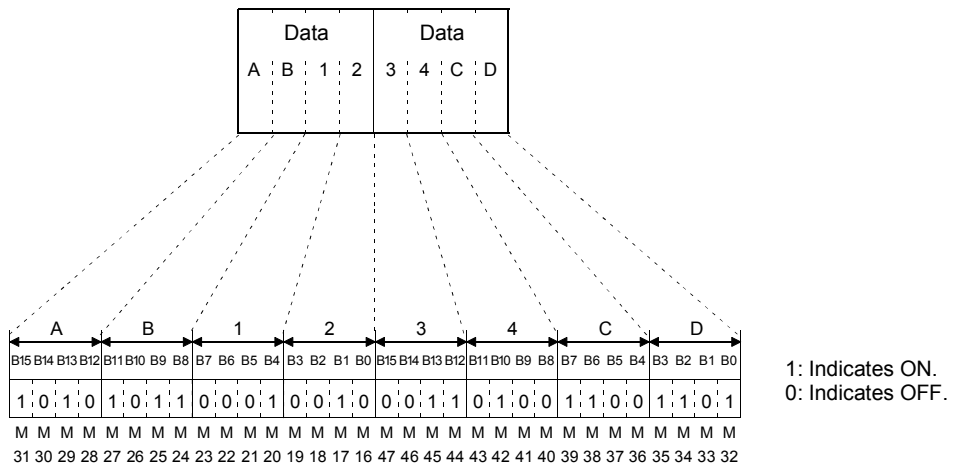 Data Data
A B 1 2 3 4 C D
A B 1 2 3 4 C D
B15 B14 B13 B12 B11 B10 B9 B8 B7 B6 B5 B4 B3 B2 B1 B0 B15 B14 B13 B12 B11 B10 B9 B8 B7 B6 B5 B4 B3 B2 B1 B0
1 0 1 0 1 0 1 1 0 0 0 1 0 0 1 0 0 0 1 1 0 1 0 0 1 1 0 0 1 1 0 1
M M M M M M M M M M M M M M M M M M M M M M M M M M M M M M M M
31 30 29 28 27 26 25 24 23 22 21 20 19 18 17 16 47 46 45 44 43 42 41 40 39 38 37 36 35 34 33 32
1: Indicates ON.
0: Indicates OFF.